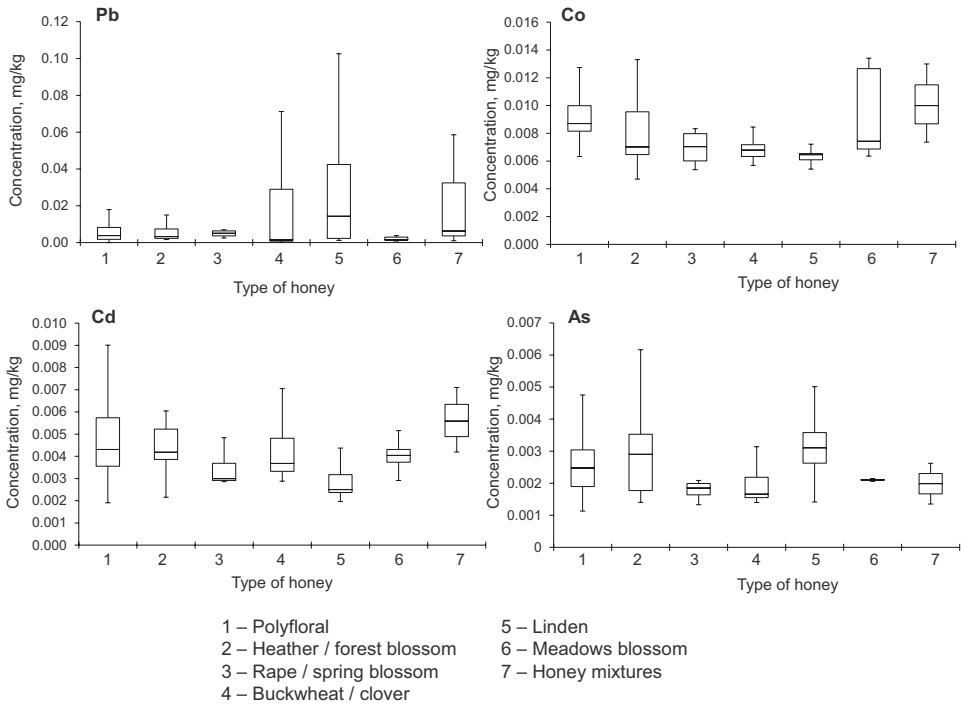 Pb
Concentration, mg/kg
0.12
0.10
0.08
0.06
0.04
0.02
0.00
1 2 3 4 5 6 7
Type of honey
Co
Concentration, mg/kg
0.016
0.014
0.012
0.010
0.008
0.006
0.004
0.002
0.000
1 2 3 4 5 6 7
Type of honey
Cd
Concentration, mg/kg
0.010
0.009
0.008
0.007
0.006
0.005
0.004
0.003
0.002
0.001
0.000
1 2 3 4 5 6 7
Type of honey
As
Concentration, mg/kg
0.007
0.006
0.005
0.004
0.003
0.002
0.001
0
1 2 3 4 5 6 7
Type of honey
1 – Polyfloral
2 – Heather / forest blossom
3 – Rape / spring blossom
4 – Buckwheat / clover
5 – Linden
6 – Meadows blossom
7 – Honey mixtures